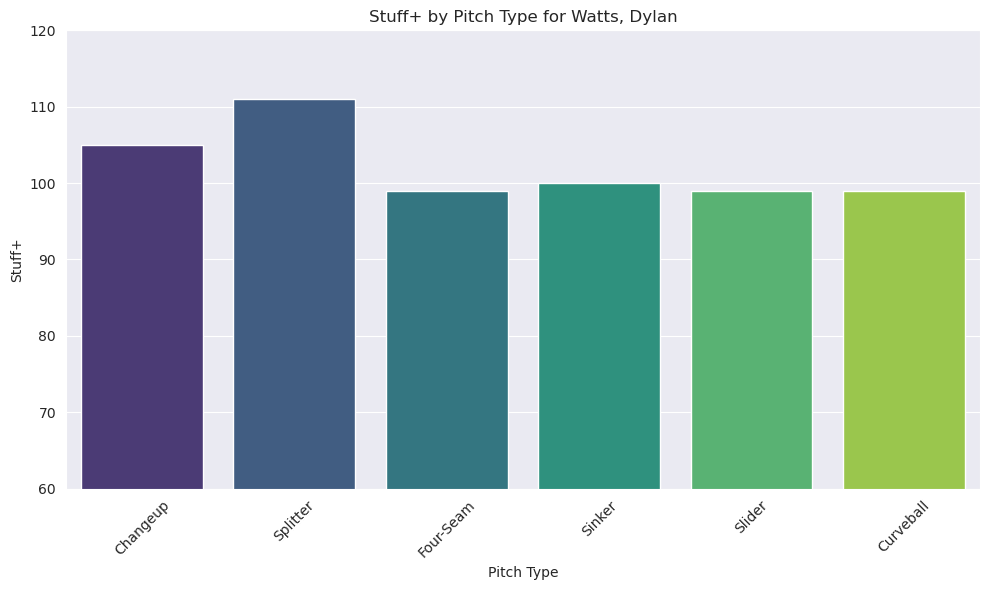 Stuff+ by Pitch Type for Watts, Dylan
120
110
100
90
80
70
60
Stuff+
Changeup
Splitter
Four-Seam
Sinker
Slider
Curveball
Pitch Type